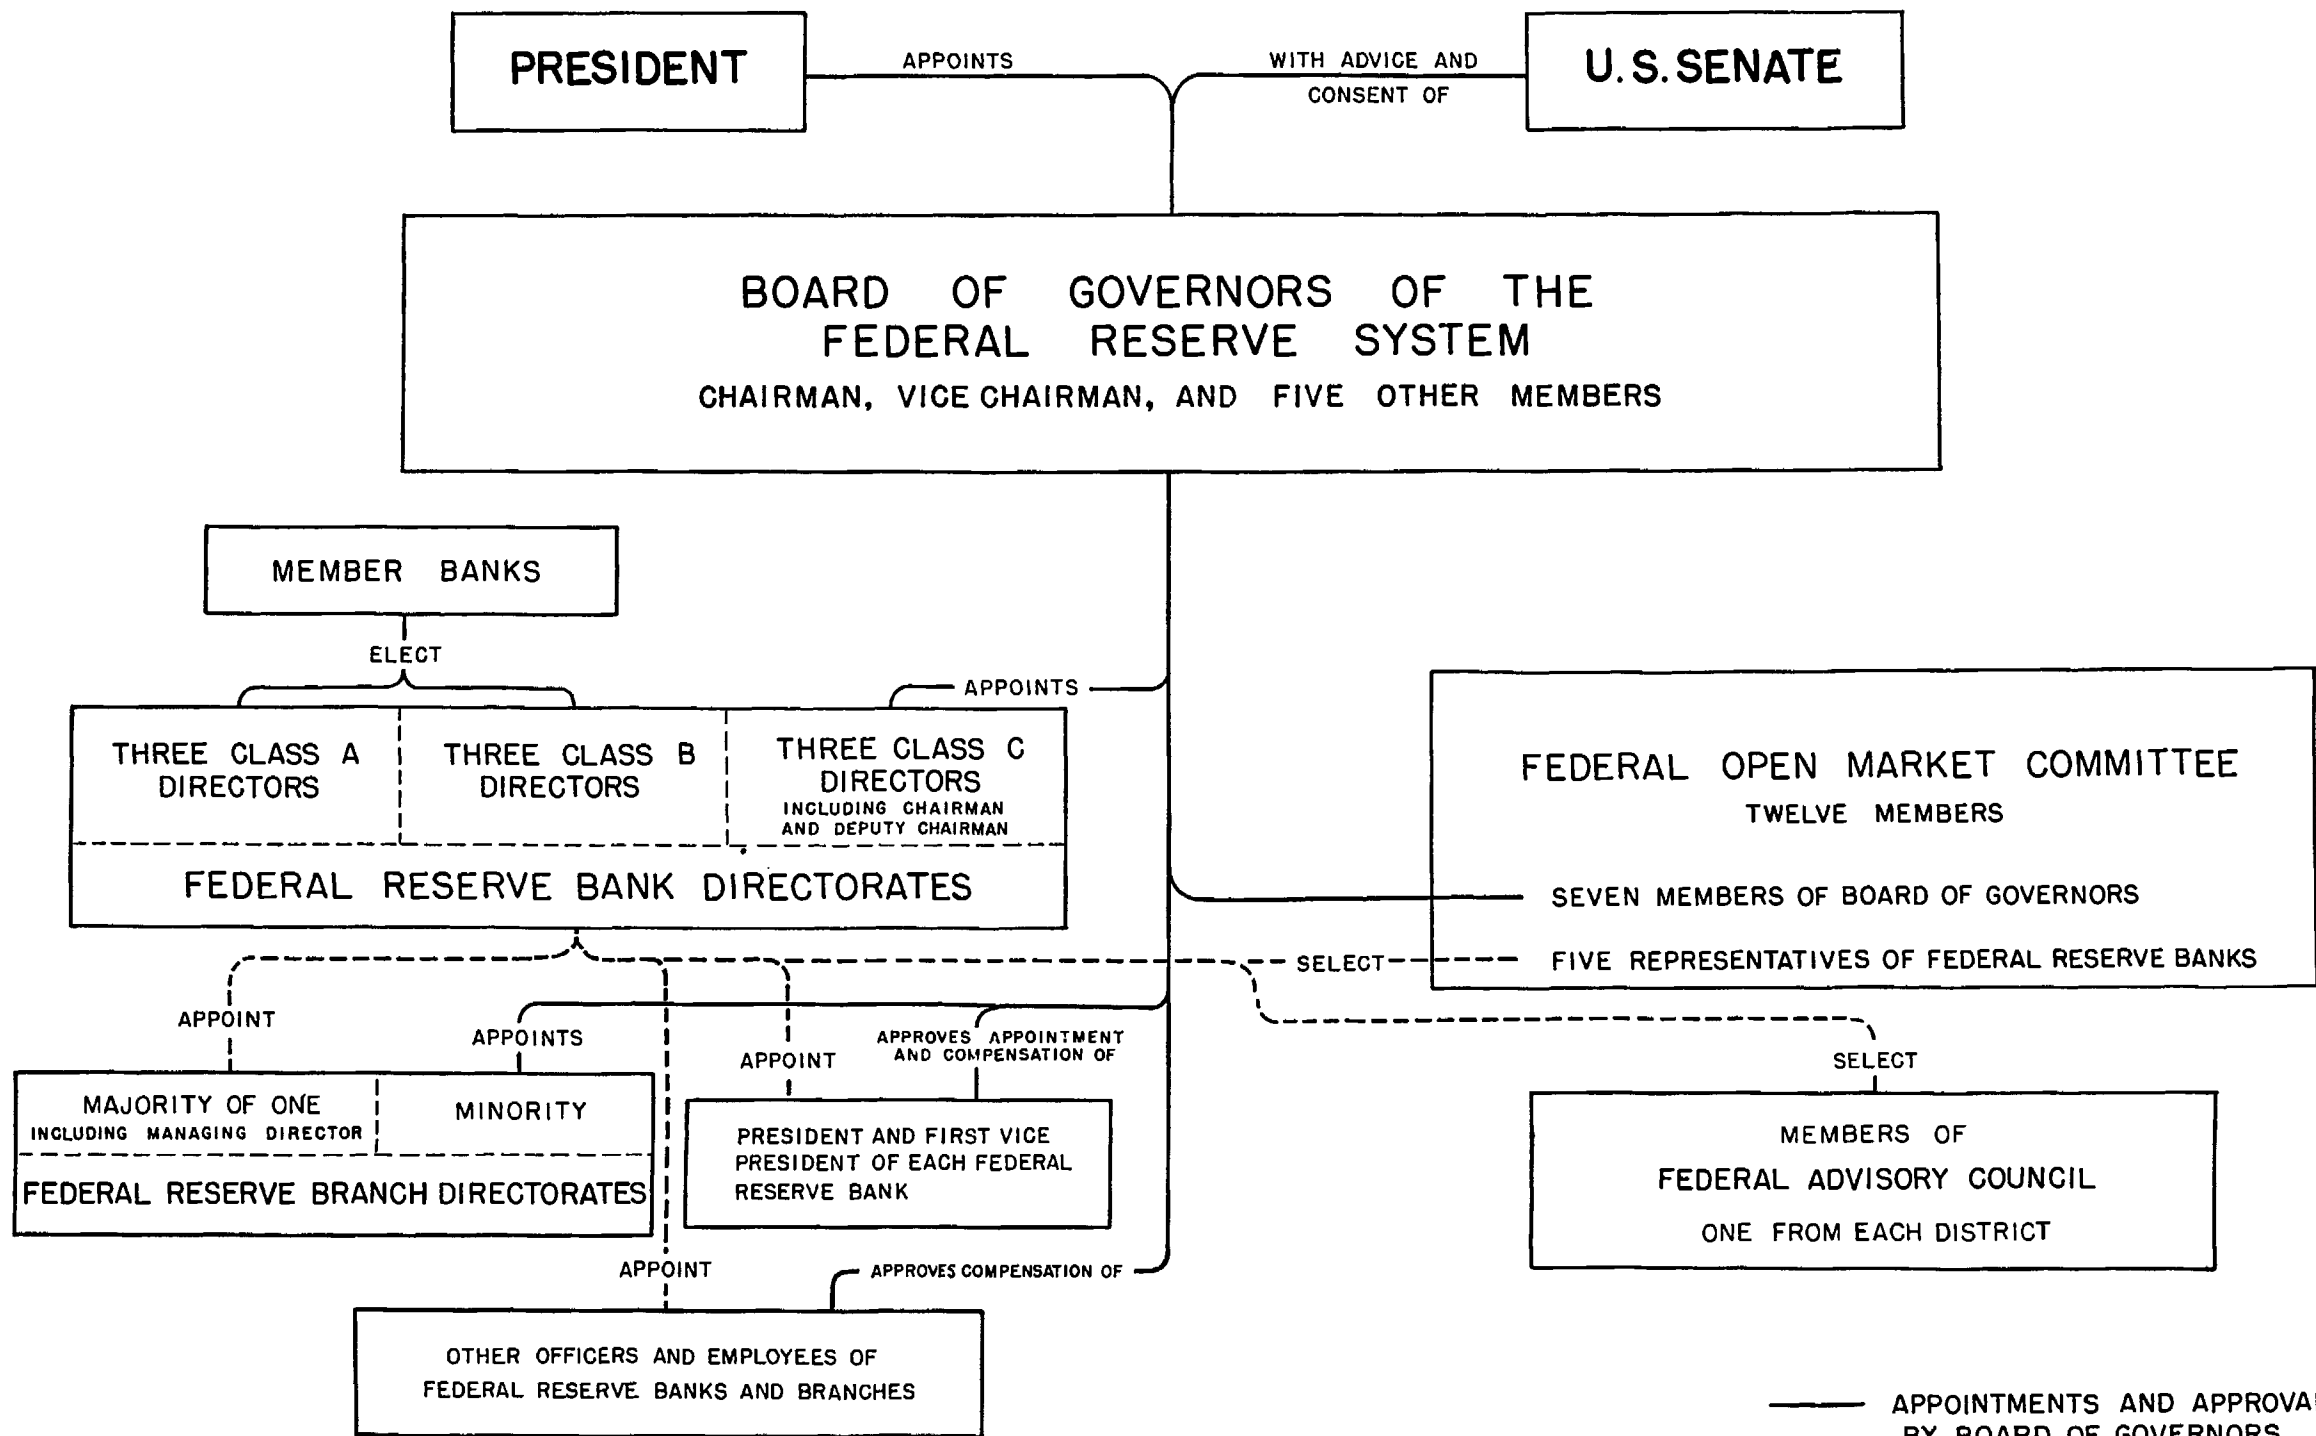 PRESIDENT
APPOINTS
WITH ADVICE AND
CONSENT OF
U.S. SENATE
BOARD OF GOVERNORS OF THE
FEDERAL RESERVE SYSTEM
CHAIRMAN, VICE CHAIRMAN, AND FIVE OTHER MEMBERS
MEMBER BANKS
ELECT
APPOINTS
THREE CLASS A
DIRECTORS
THREE CLASS B
DIRECTORS
THREE CLASS C
DIRECTORS
INCLUDING CHAIRMAN
AND DEPUTY CHAIRMAN
FEDERAL RESERVE BANK DIRECTORATES
FEDERAL OPEN MARKET COMMITTEE
TWELVE MEMBERS
SEVEN MEMBERS OF BOARD OF GOVERNORS
SELECT
FIVE REPRESENTATIVES OF FEDERAL RESERVE BANKS
APPOINT
APPOINTS
APPOINT
APPROVES APPOINTMENT
AND COMPENSATION OF
SELECT
MAJORITY OF ONE
INCLUDING MANAGING DIRECTOR
MINORITY
FEDERAL RESERVE BRANCH DIRECTORATES
PRESIDENT AND FIRST VICE
PRESIDENT OF EACH FEDERAL
RESERVE BANK
MEMBERS OF
FEDERAL ADVISORY COUNCIL
ONE FROM EACH DISTRICT
APPOINT
APPROVES COMPENSATION OF
OTHER OFFICERS AND EMPLOYEES OF
FEDERAL RESERVE BANKS AND BRANCHES
APPOINTMENTS AND
BY BOARD OF GOVERNORS